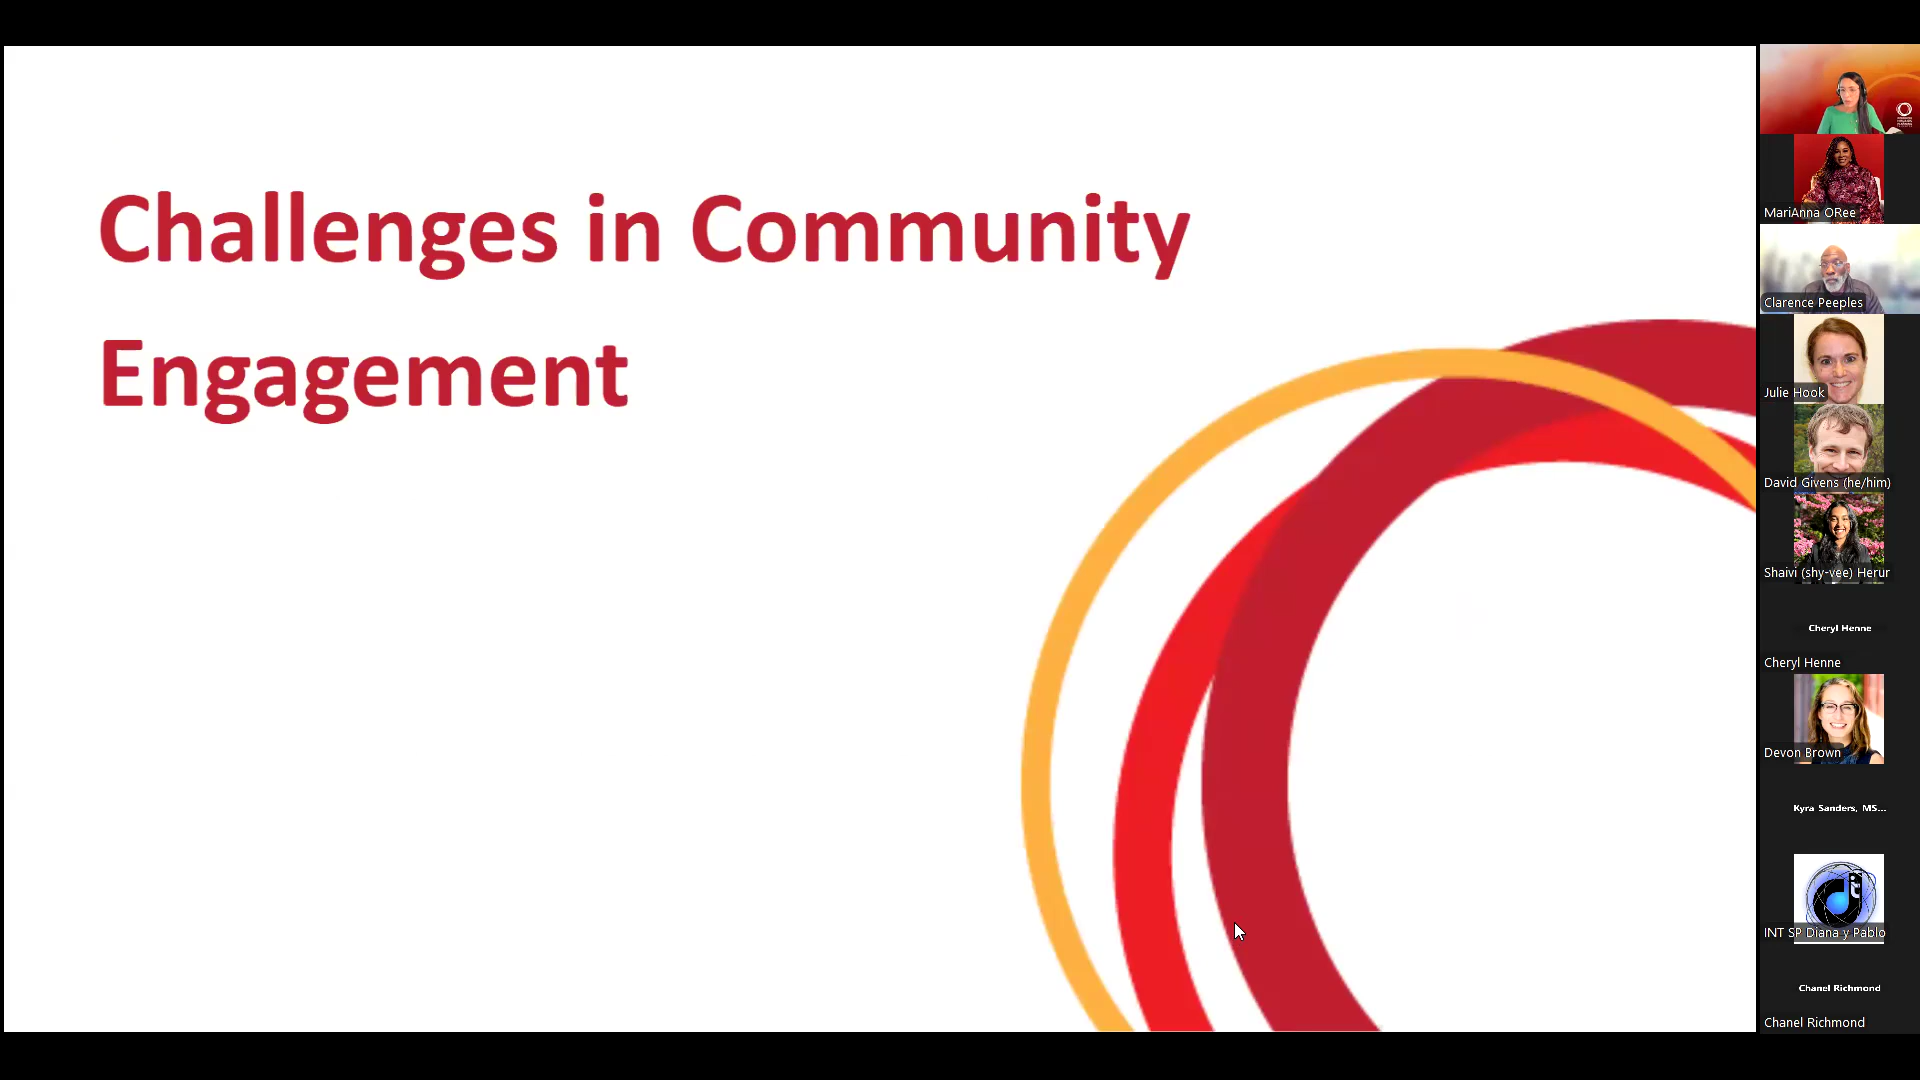 Challenges in Community
Engagement
MariAnna ORee
Clarence Peeples
Julie Hook
David Givens (he/him)
Shaivi (shy-vee) Herur
Cheryl Henne
Cheryl Henne
Devon Brown
Kyra Sanders, MS...
INT SP Diana y Pablo
Chanel Richmond
Chanel Richmond